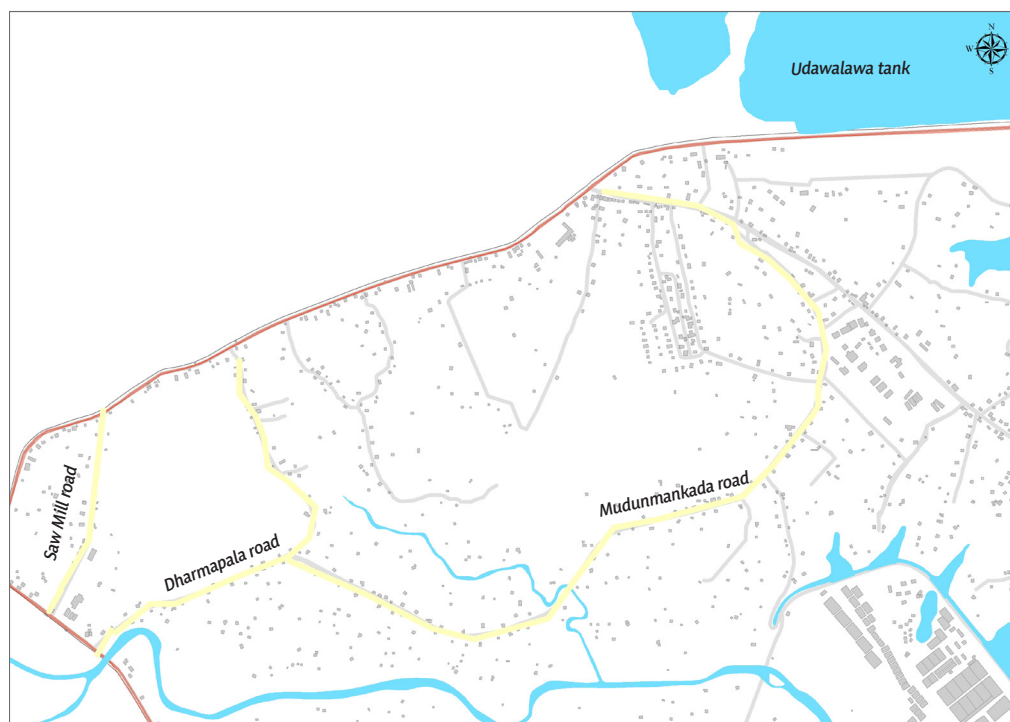 Udawalawa tank
N
W
S
Mudunmankada road
Saw Mill road
Dharmapala road